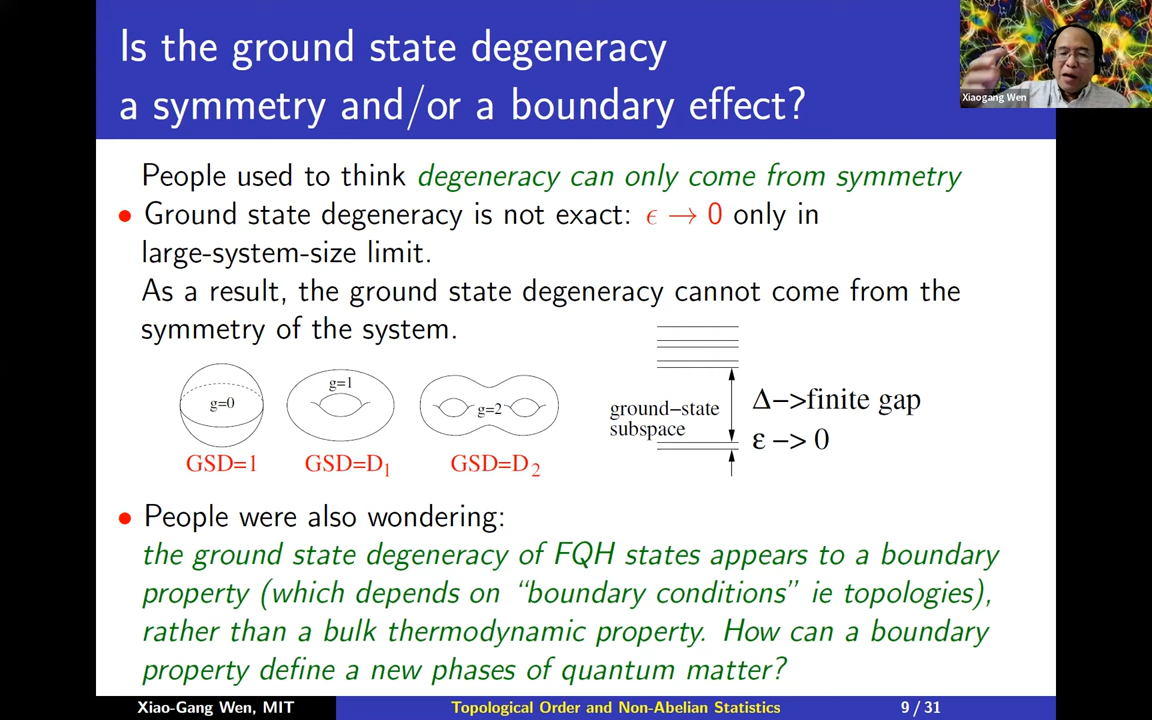 Is the ground state degeneracy
a symmetry and/or a boundary effect?
Xiaogang Wen
People used to think degeneracy can only come from symmetry
• Ground state degeneracy is not exact: ϵ → 0 only in
large-system-size limit.
As a result, the ground state degeneracy cannot come from the
symmetry of the system.
g=0
g=1
g=2
GSD=1
GSD=D₁
GSD=D₂
ground−state
subspace
Δ−>finite gap
ε −> 0
• People were also wondering:
the ground state degeneracy of FQH states appears to a boundary
property (which depends on “boundary conditions” ie topologies),
rather than a bulk thermodynamic property. How can a boundary
property define a new phases of quantum matter?
Xiao-Gang Wen, MIT
Topological Order and Non-Abelian Statistics
9 / 31